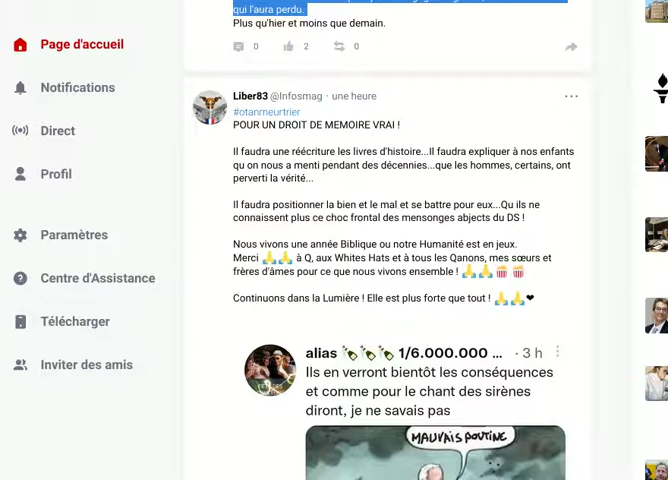 qui l'aura perdu.
Plus qu'hier et moins que demain.
0 2 0
Page d'accueil
Notifications
Direct
Profil
Paramètres
Centre d'Assistance
Télécharger
Inviter des amis
Liber83 @Infosmag · une heure
#otanmeurtrier
POUR UN DROIT DE MEMOIRE VRAI !
Il faudra une réécriture les livres d'histoire...Il faudra expliquer à nos enfants
qu on nous a menti pendant des décennies...que les hommes, certains, ont
perverti la vérité...
Il faudra positionner la bien et le mal et se battre pour eux...Qu ils ne
connaissent plus ce choc frontal des mensonges abjects du DS !
Nous vivons une année Biblique ou notre Humanité est en jeux.
Merci 🙏🙏 à Q, aux Whites Hats et à tous les Qanons, mes sœurs et
frères d'âmes pour ce que nous vivons ensemble ! 🙏🙏🍿🍿
Continuons dans la Lumière ! Elle est plus forte que tout ! 🙏🙏❤
alias 🍾🍾🍾 1/6.000.000 ... · 3 h
Ils en verront bientôt les conséquences
et comme pour le chant des sirènes
diront, je ne savais pas
MAUVAIS POUTINE